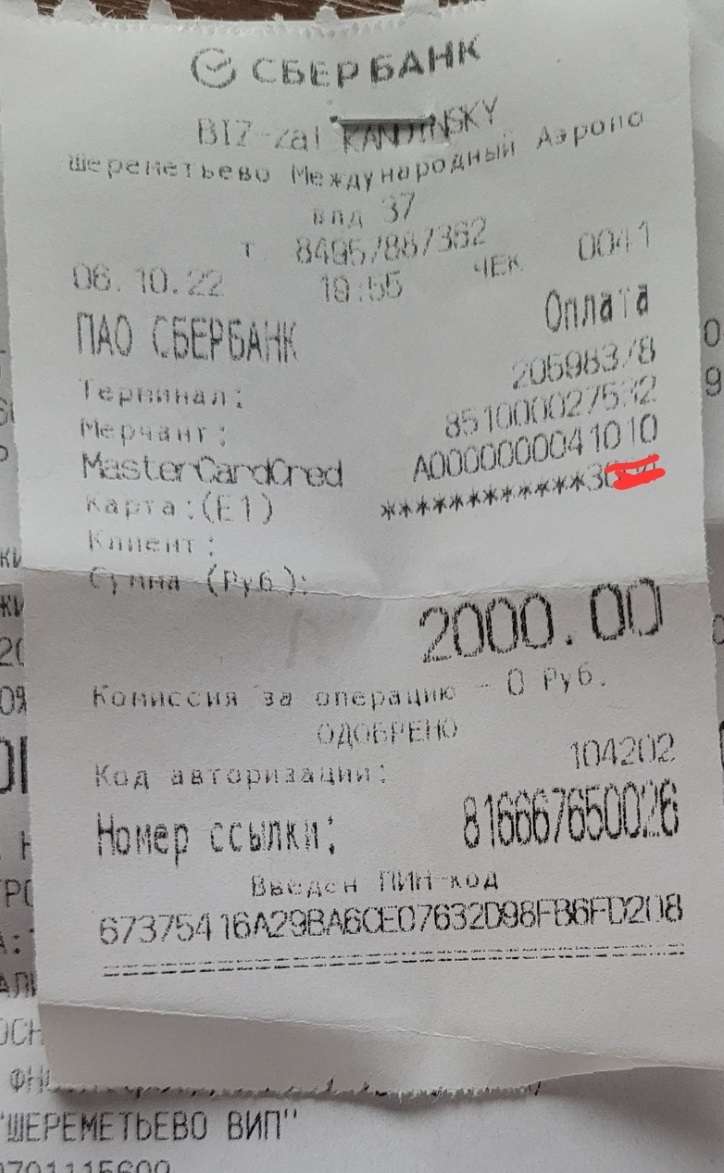 СБЕРБАНК
BIZ-zal KANDINSKY
Шереметьево Международный Аэропо
влд 37
т. 84957887362
06.10.22 19:55 ЧЕК 0041
ПАО СБЕРБАНК Оплата
Терминал: 20598378
Мерчант: 851000027532
MasterCardCred A0000000041010
Карта:(E1) ************3
Клиент:
Сумма (Руб):
2000.00
Комиссия за операцию - 0 Руб.
ОДОБРЕНО
Код авторизации: 104202
Номер ссылки: 816667650026
Введен ПИН-код
67375416A29BA6CE07632D98FB6FD208
ШЕРЕМЕТЬЕВО ВИП"